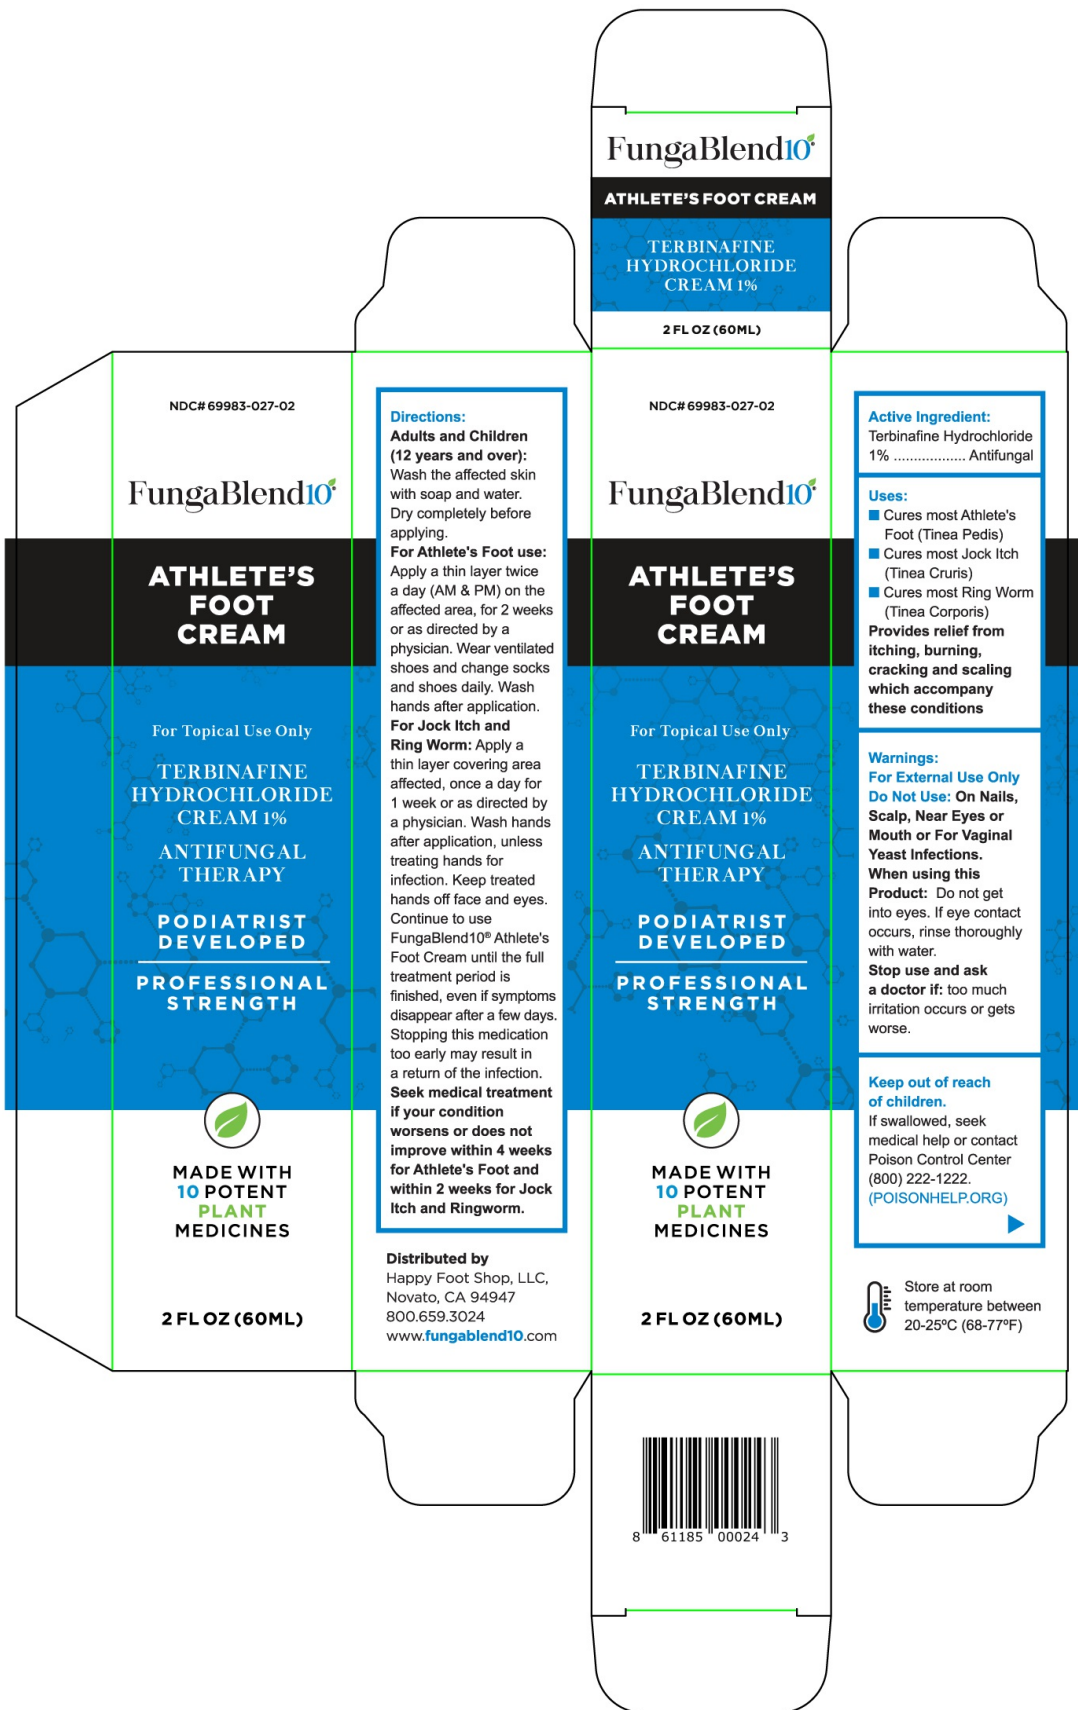 FungaBlend10
ATHLETE'S FOOT CREAM
TERBINAFINE
HYDROCHLORIDE
CREAM 1%
2 FL OZ (60ML)
NDC# 69983-027-02
FungaBlend10
ATHLETE'S
FOOT
CREAM
For Topical Use Only
TERBINAFINE
HYDROCHLORIDE
CREAM 1%
ANTIFUNGAL
THERAPY
PODIATRIST
DEVELOPED
PROFESSIONAL
STRENGTH
MADE WITH
10 POTENT
PLANT
MEDICINES
2 FL OZ (60ML)
Directions:
Adults and Children
(12 years and over):
Wash the affected skin
with soap and water.
Dry completely before
applying.
For Athlete's Foot use:
Apply a thin layer twice
a day (AM & PM) on the
affected area, for 2 weeks
or as directed by a
physician. Wear ventilated
shoes and change socks
and shoes daily. Wash
hands after application.
For Jock Itch and
Ring Worm: Apply a
thin layer covering area
affected, once a day for
1 week or as directed by
a physician. Wash hands
after application, unless
treating hands for
infection. Keep treated
hands off face and eyes.
Continue to use
FungaBlend10® Athlete's
Foot Cream until the full
treatment period is
finished, even if symptoms
disappear after a few days.
Stopping this medication
too early may result in
a return of the infection.
Seek medical treatment
if your condition
worsens or does not
improve within 4 weeks
for Athlete's Foot and
within 2 weeks for Jock
Itch and Ringworm.
Distributed by
Happy Foot Shop, LLC,
Novato, CA 94947
800.659.3024
www.fungablend10.com
NDC# 69983-027-02
FungaBlend10
ATHLETE'S
FOOT
CREAM
For Topical Use Only
TERBINAFINE
HYDROCHLORIDE
CREAM 1%
ANTIFUNGAL
THERAPY
PODIATRIST
DEVELOPED
PROFESSIONAL
STRENGTH
MADE WITH
10 POTENT
PLANT
MEDICINES
2 FL OZ (60ML)
Active Ingredient:
Terbinafine Hydrochloride
1% .................. Antifungal
Uses:
■ Cures most Athlete's
Foot (Tinea Pedis)
■ Cures most Jock Itch
(Tinea Cruris)
■ Cures most Ring Worm
(Tinea Corporis)
Provides relief from
itching, burning,
cracking and scaling
which accompany
these conditions
Warnings:
For External Use Only
Do Not Use: On Nails,
Scalp, Near Eyes or
Mouth or For Vaginal
Yeast Infections.
When using this
Product: Do not get
into eyes. If eye contact
occurs, rinse thoroughly
with water.
Stop use and ask
a doctor if: too much
irritation occurs or gets
worse.
Keep out of reach
of children.
If swallowed, seek
medical help or contact
Poison Control Center
(800) 222-1222.
(POISONHELP.ORG)
Store at room
temperature between
20-25ºC (68-77ºF)
8 61185 00024 3